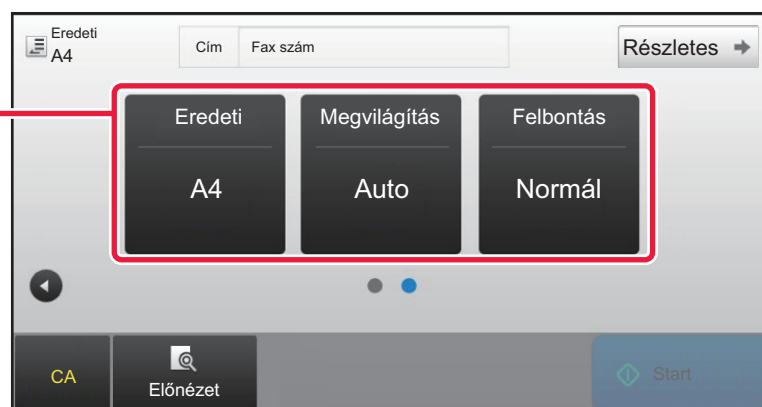 Eredeti
A4
Cím
Fax szám
Részletes
Eredeti
Megvilágítás
Felbontás
A4
Auto
Normál
CA
Előnézet
Start